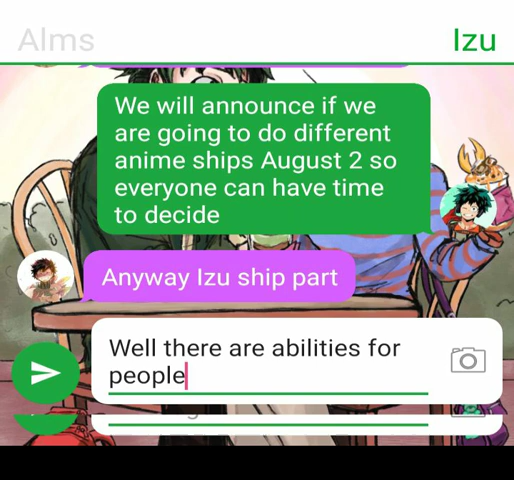 Alms
Izu
We will announce if we
are going to do different
anime ships August 2 so
everyone can have time
to decide
Anyway Izu ship part
Well there are abilities for
people